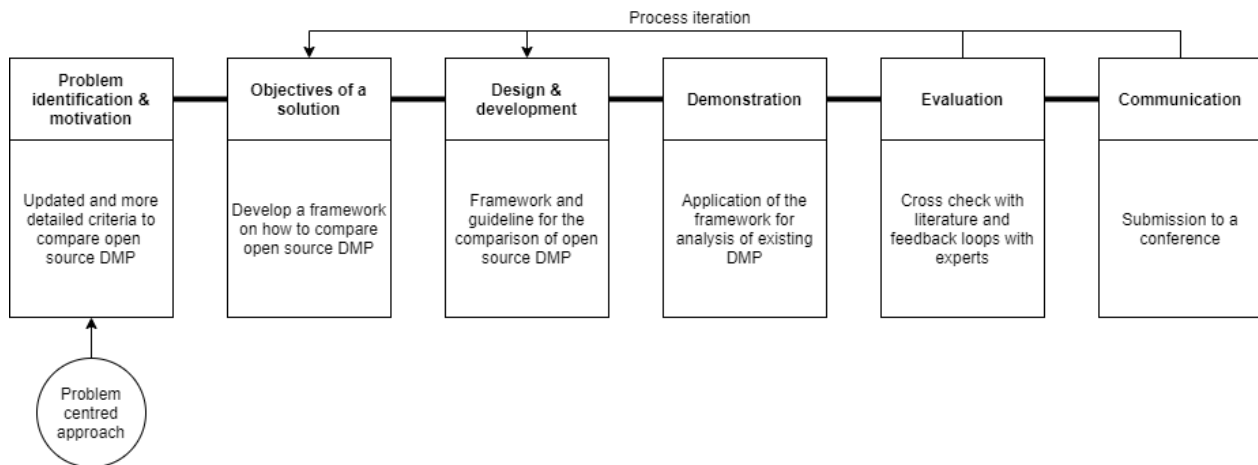 Process iteration
Problem
identification &
motivation
Updated and more
detailed criteria to
compare open
source DMP
Objectives of a
solution
Develop a framework
on how to compare
open source DMP
Design &
development
Framework and
guideline for the
comparison of open
source DMP
Demonstration
Application of the
framework for
analysis of existing
DMP
Evaluation
Cross check with
literature and
feedback loops with
experts
Communication
Submission to a
conference
Problem
centred
approach